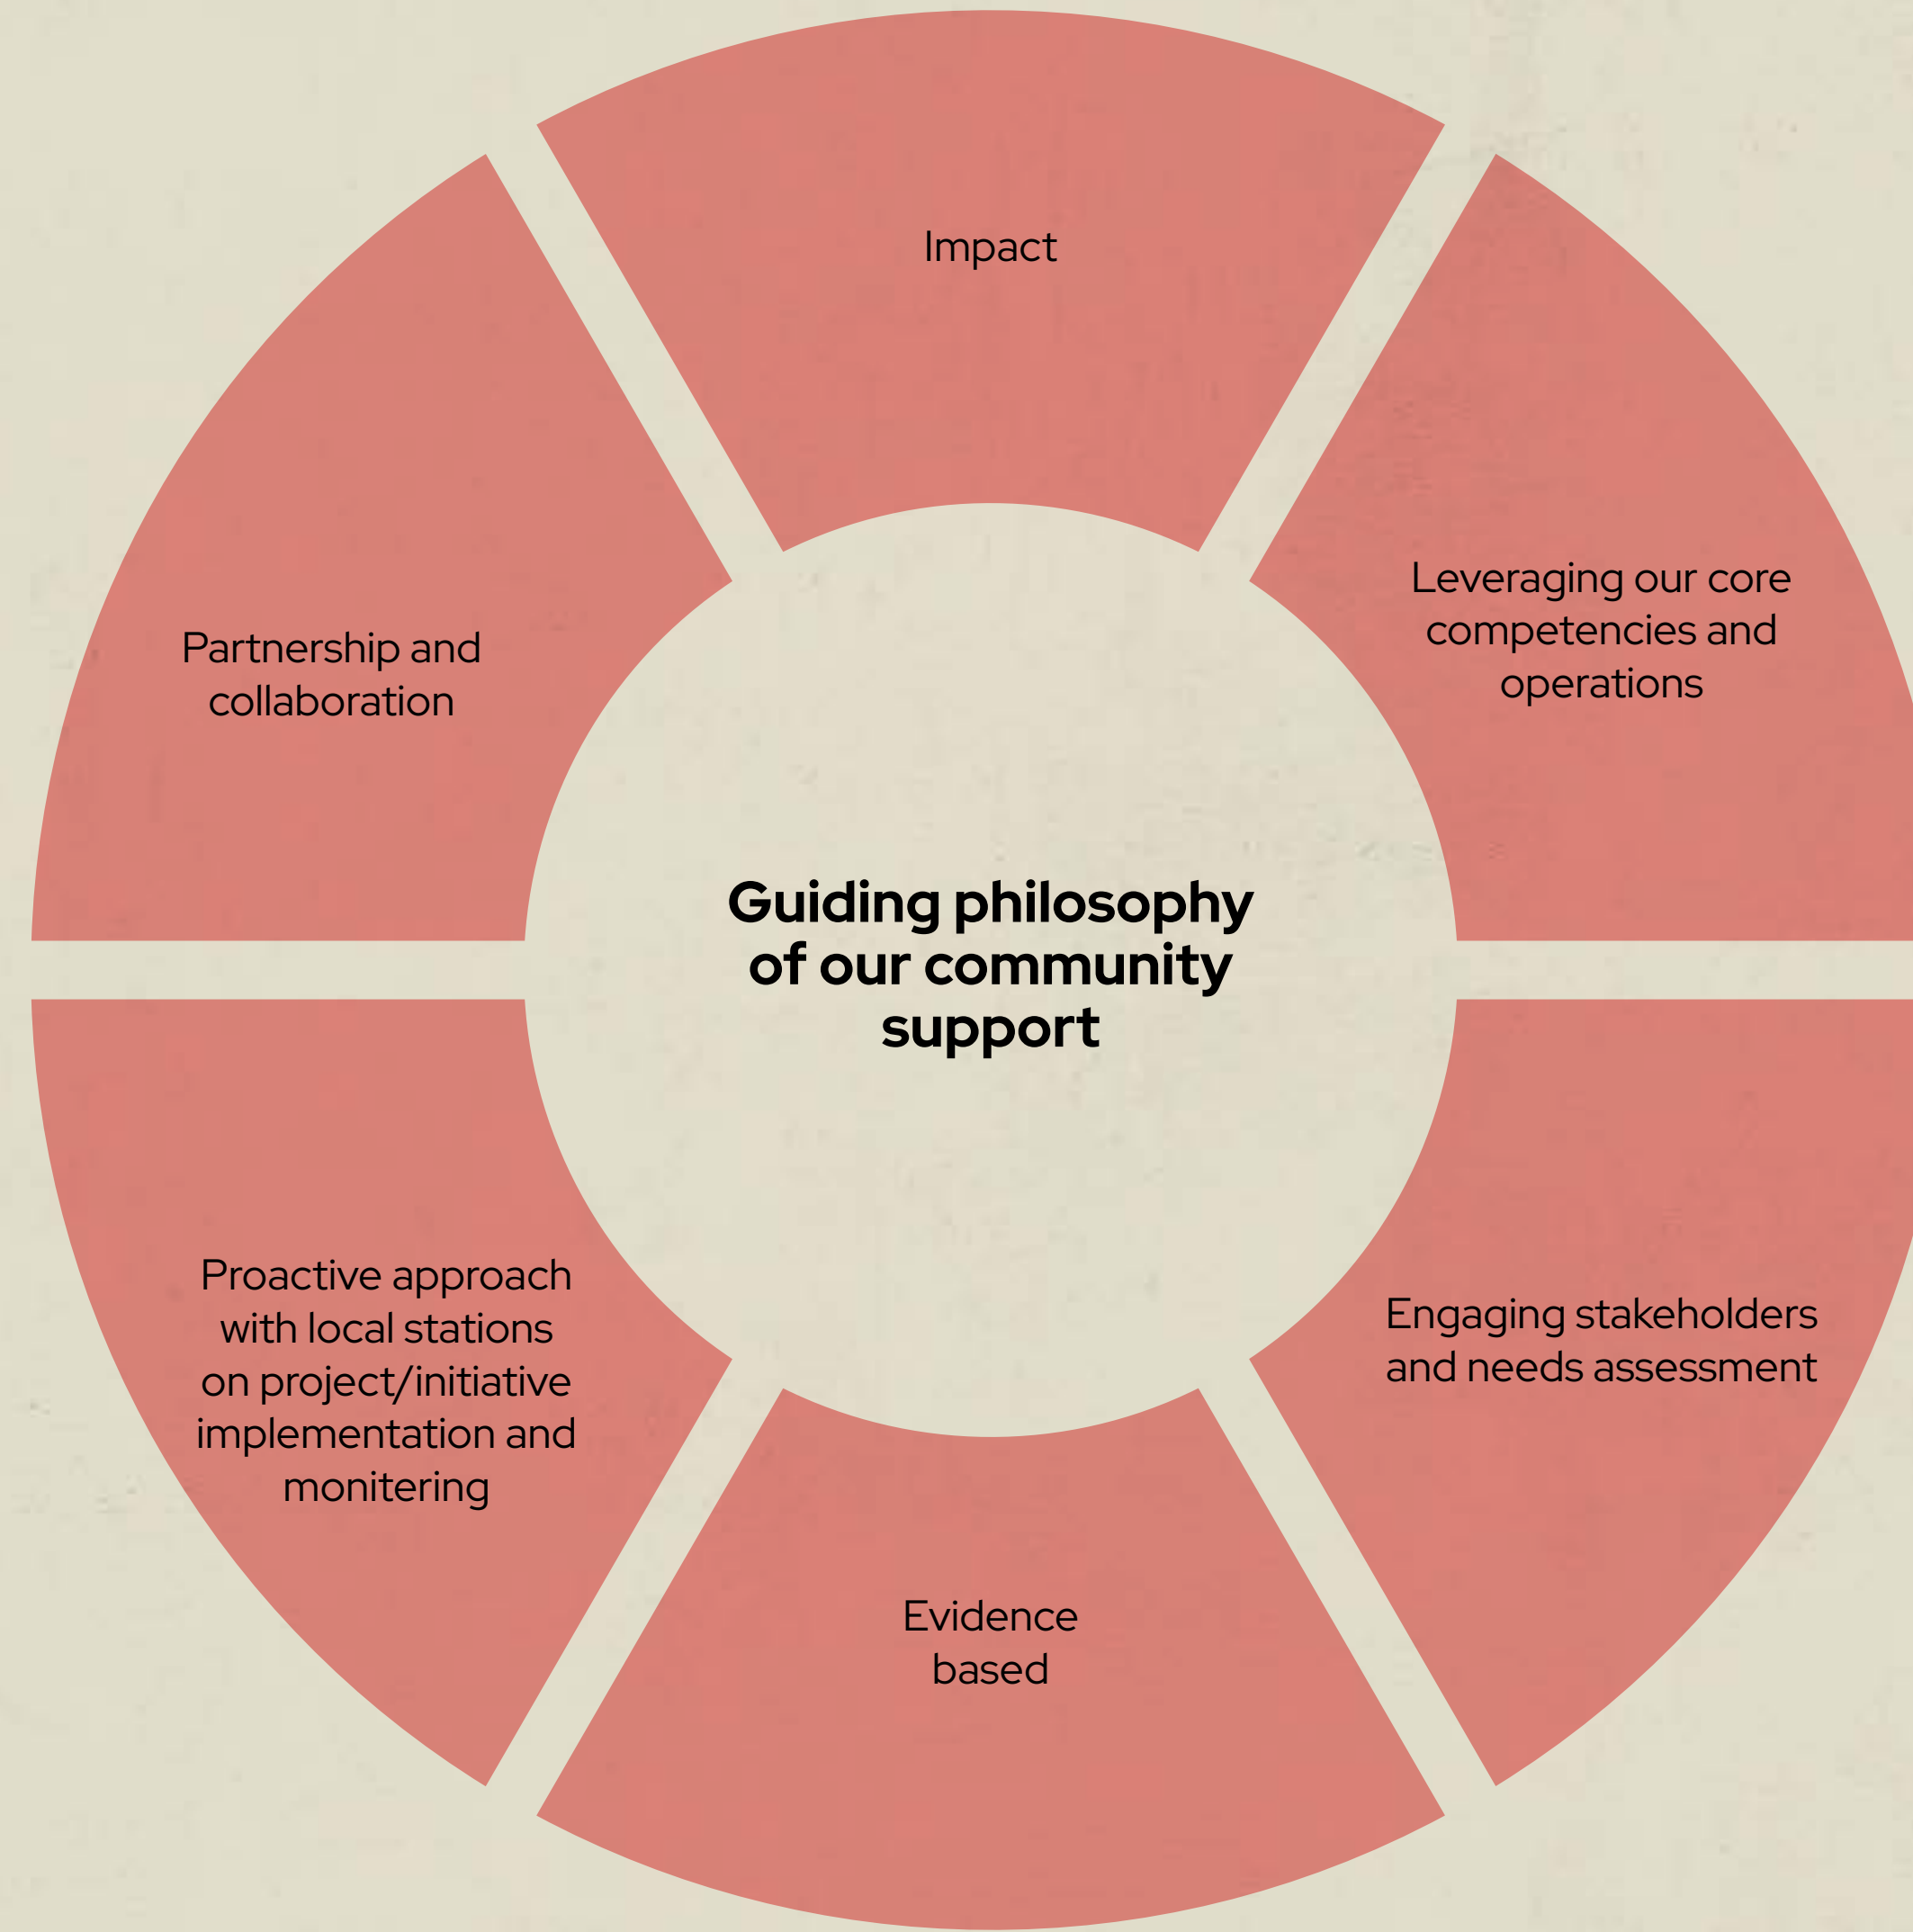 Impact
Leveraging our core
competencies and
operations
Partnership and
collaboration
Guiding philosophy
of our community
support
Proactive approach
with local stations
on project/initiative
implementation and
monitering
Engaging stakeholders
and needs assessment
Evidence
based